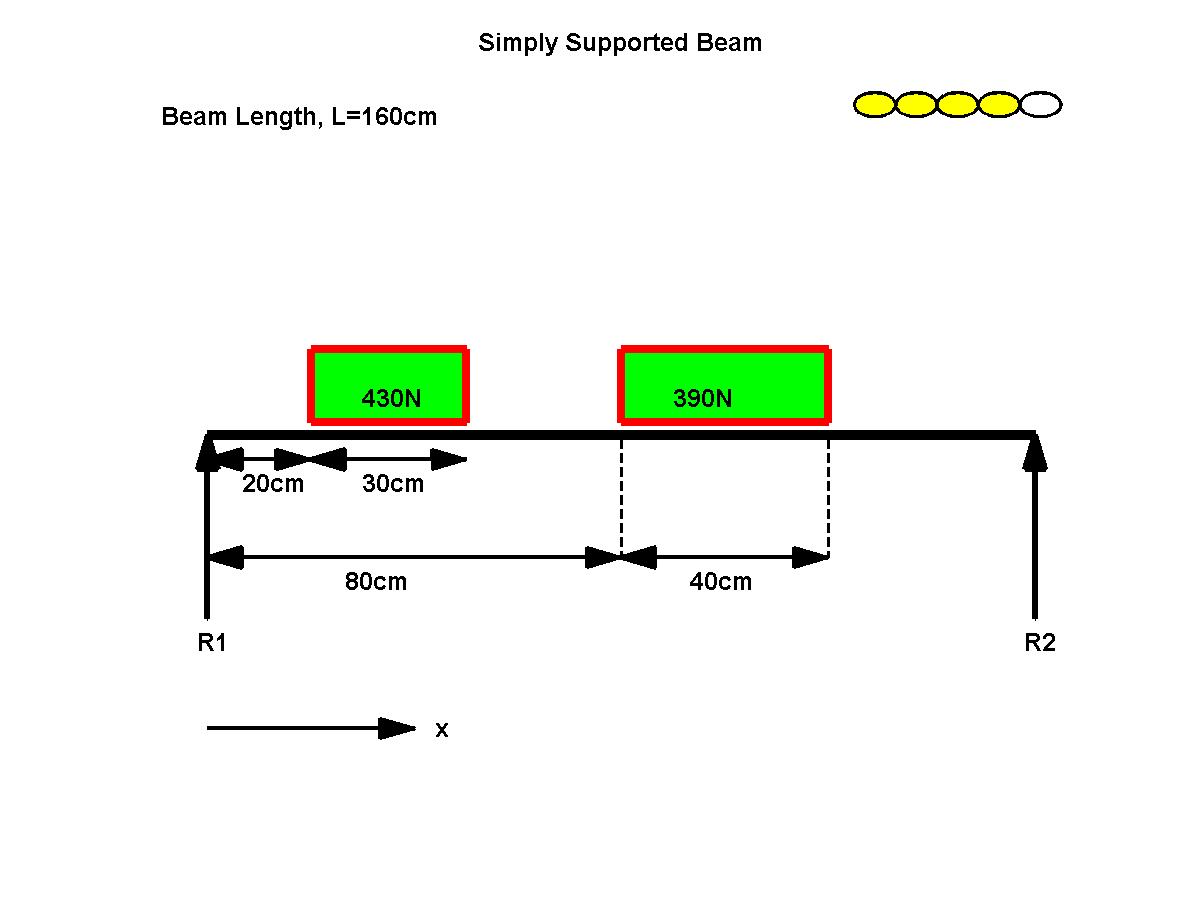 Simply Supported Beam
Beam Length, L=160cm
430N
390N
20cm
30cm
80cm
40cm
R1
R2
x